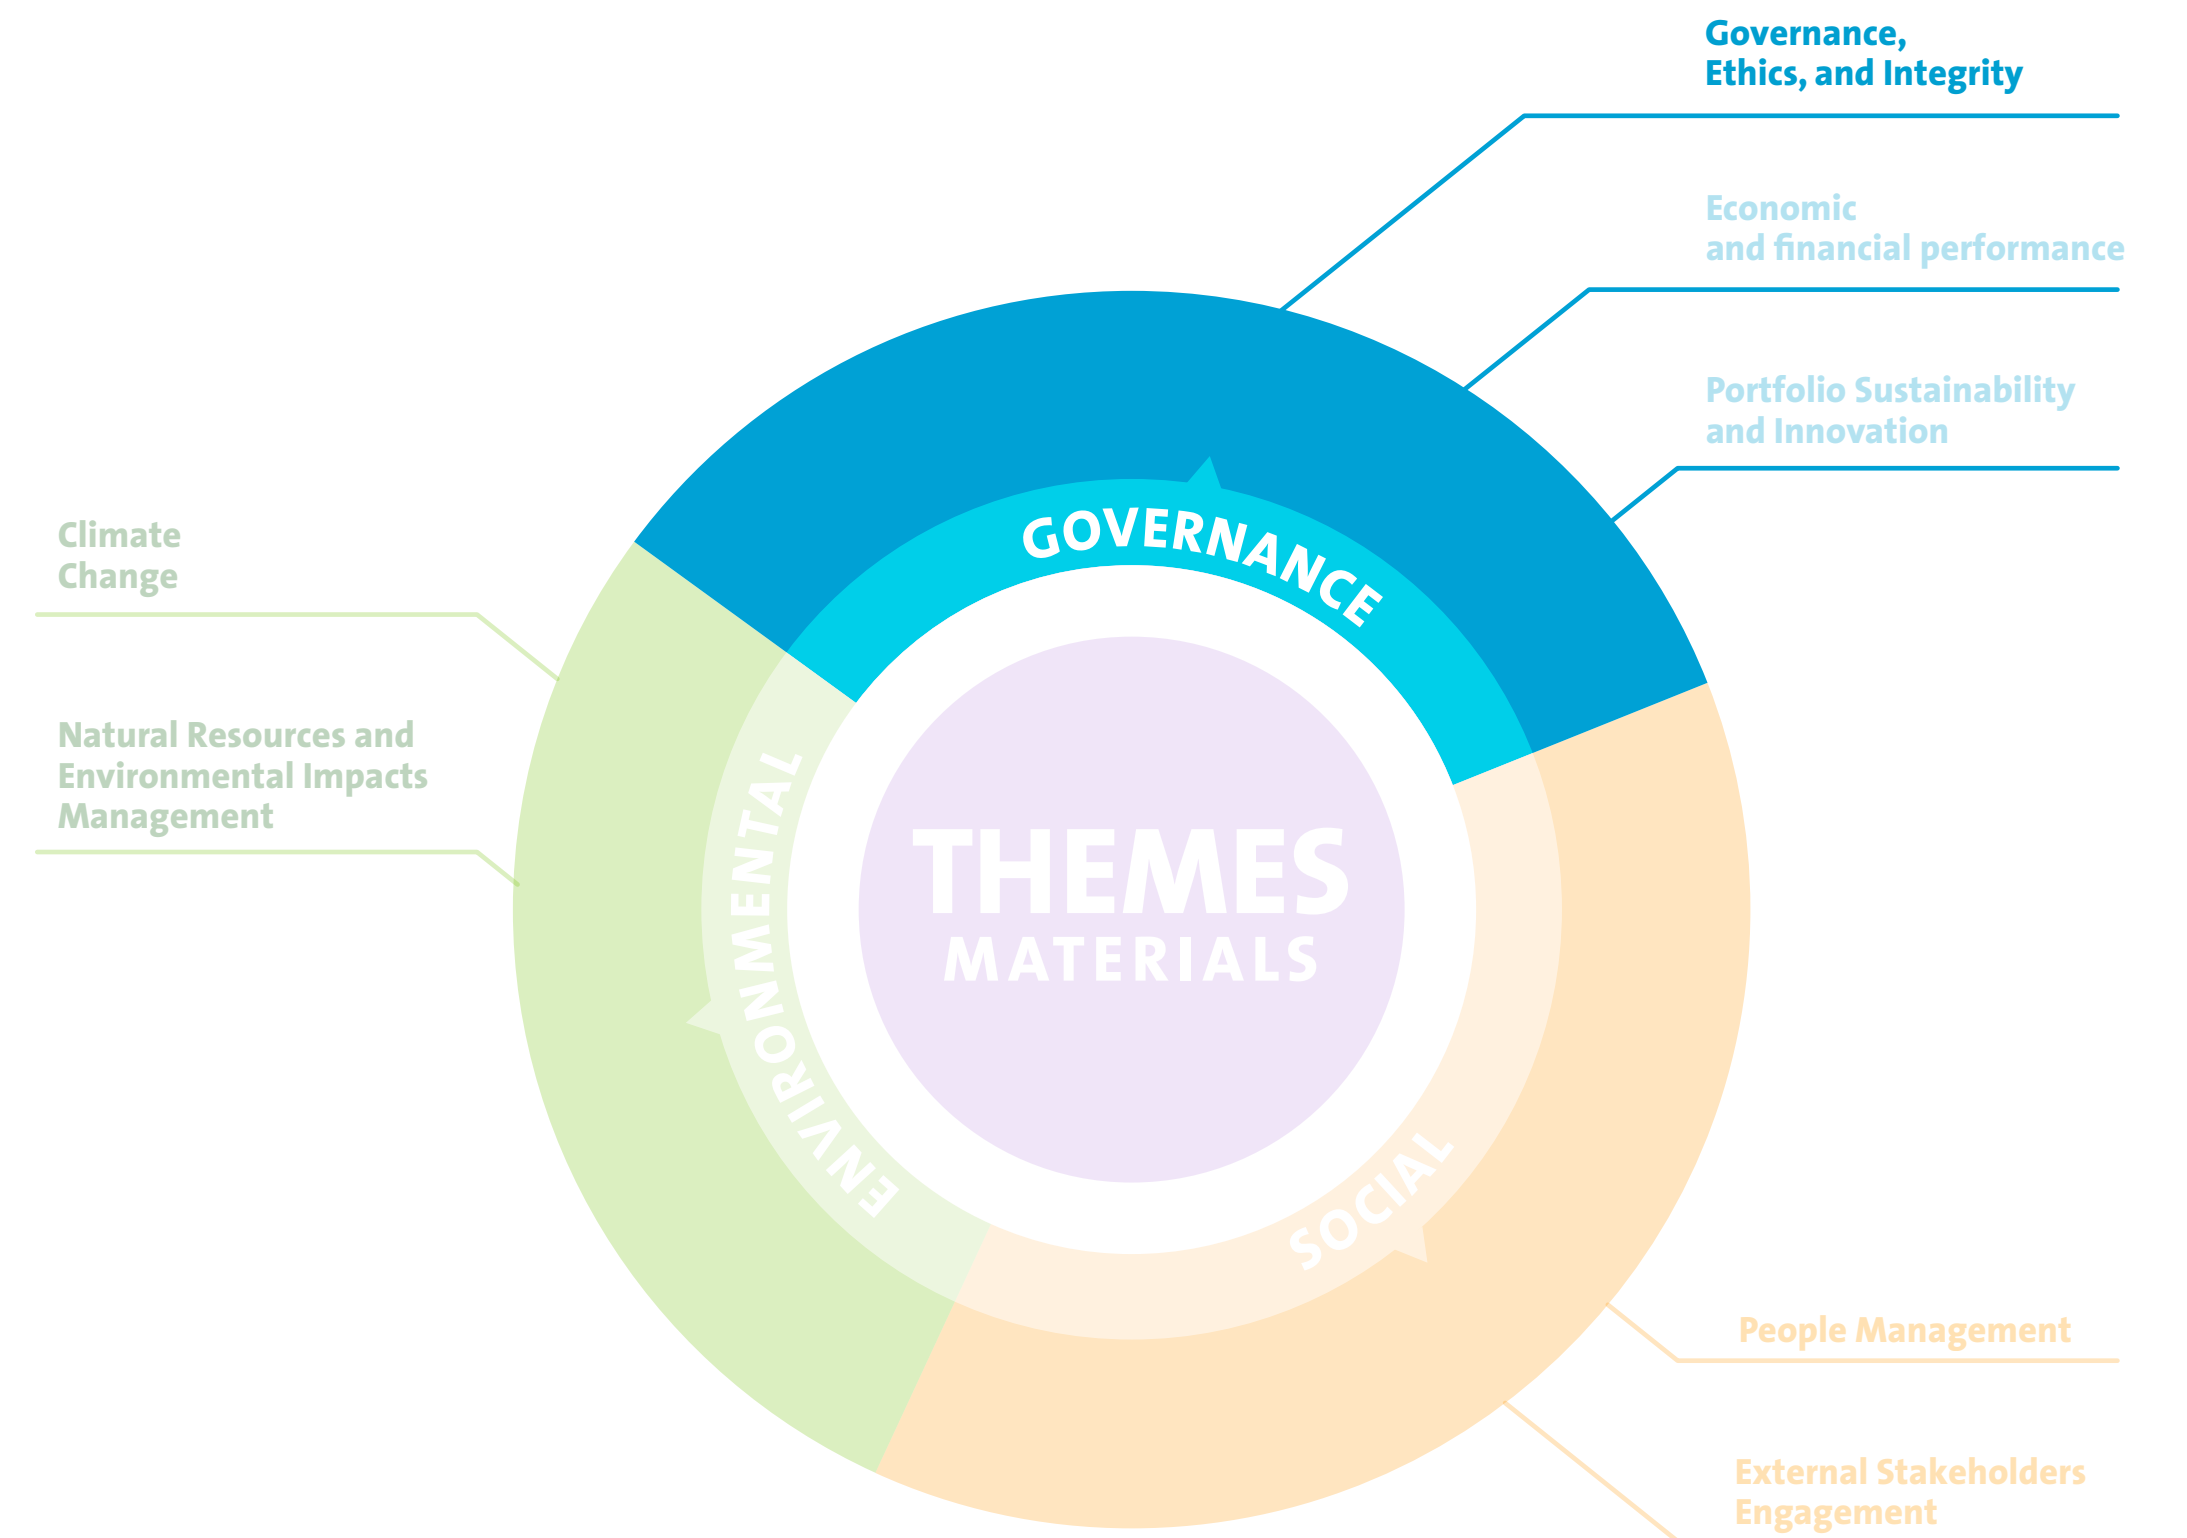 Governance,
Ethics, and Integrity
Economic
and financial performance
Portfolio Sustainability
and Innovation
Climate
Change
Natural Resources and
Environmental Impacts
Management
GOVERNANCE
ENVIRONMENTAL
THEMES
MATERIALS
SOCIAL
People Management
External Stakeholders
Engagement